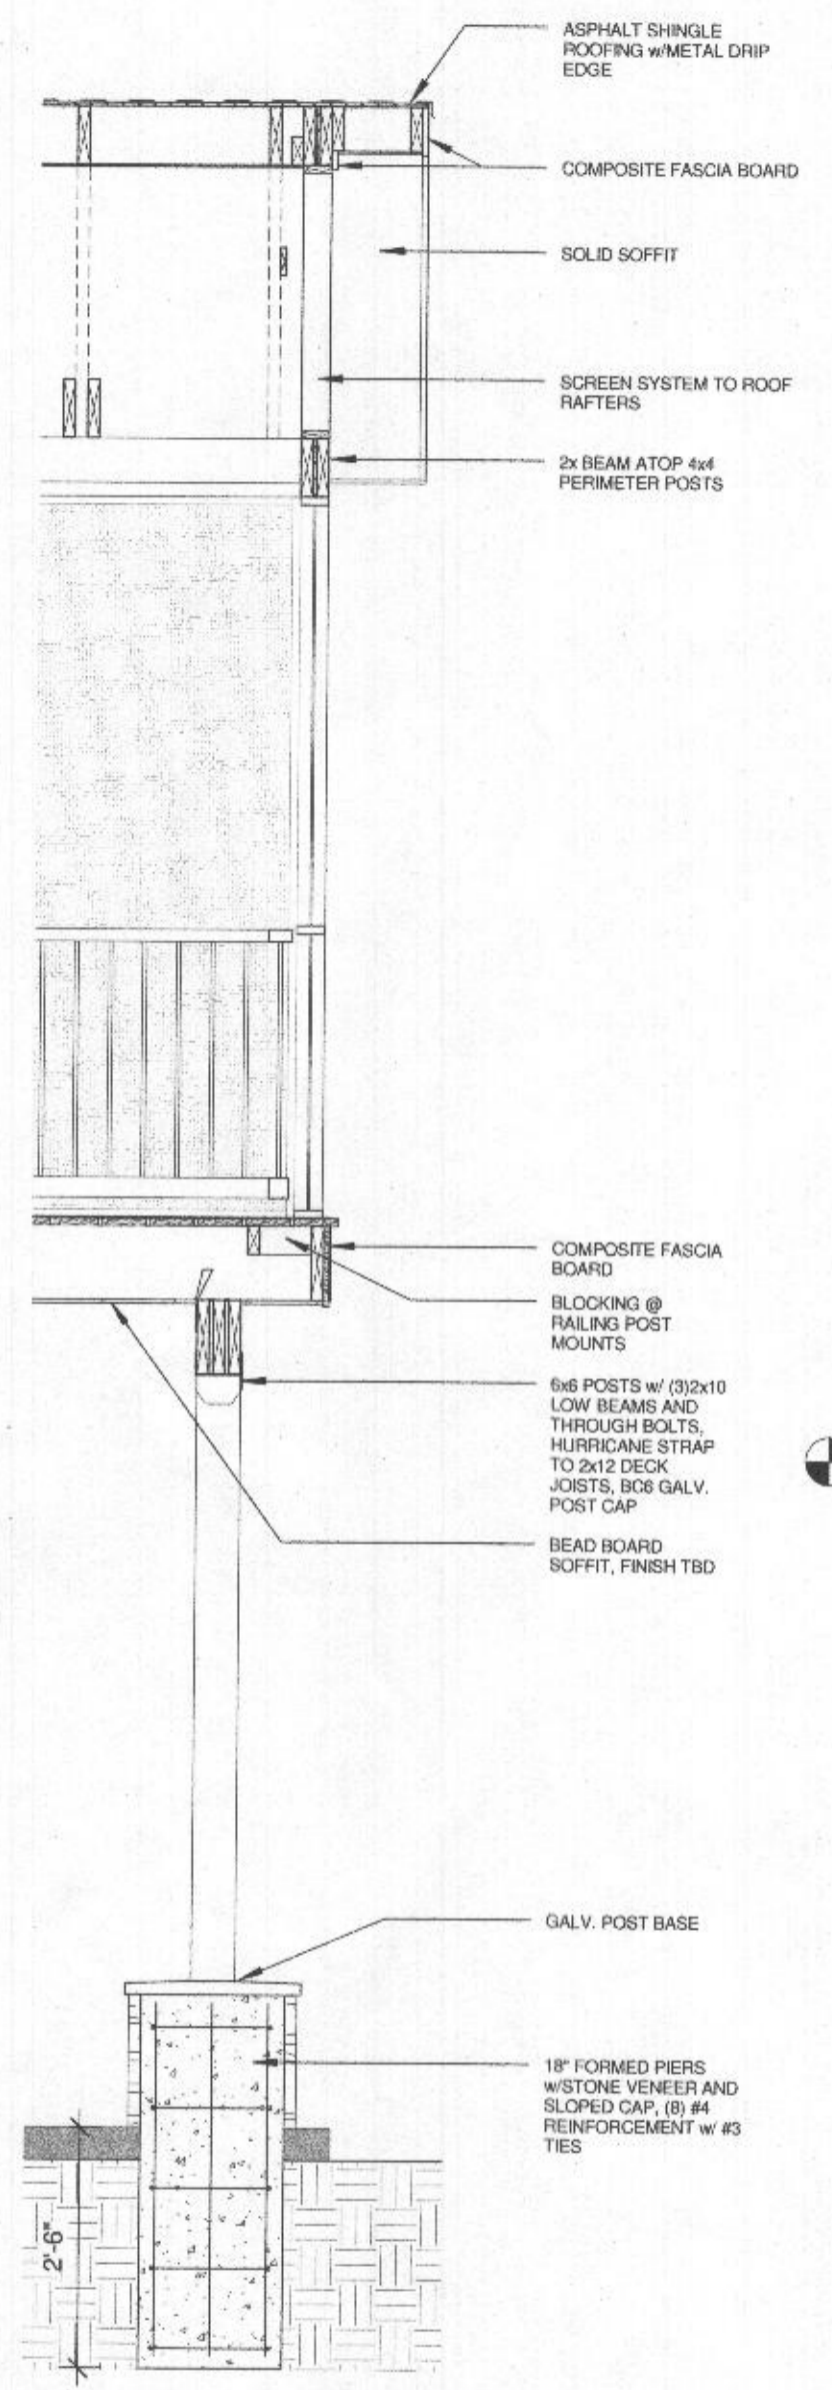 ASPHALT SHINGLE
ROOFING w/METAL DRIP
EDGE
COMPOSITE FASCIA BOARD
SOLID SOFFIT
SCREEN SYSTEM TO ROOF
RAFTERS
2x BEAM ATOP 4x4
PERIMETER POSTS
COMPOSITE FASCIA
BOARD
BLOCKING @
RAILING POST
MOUNTS
6x6 POSTS w/ (3)2x10
LOW BEAMS AND
THROUGH BOLTS,
HURRICANE STRAP
TO 2x12 DECK
JOISTS, BC6 GALV.
POST CAP
BEAD BOARD
SOFFIT, FINISH TBD
GALV. POST BASE
18" FORMED PIERS
w/STONE VENEER AND
SLOPED CAP, (8) #4
REINFORCEMENT w/ #3
TIES
2'-6"